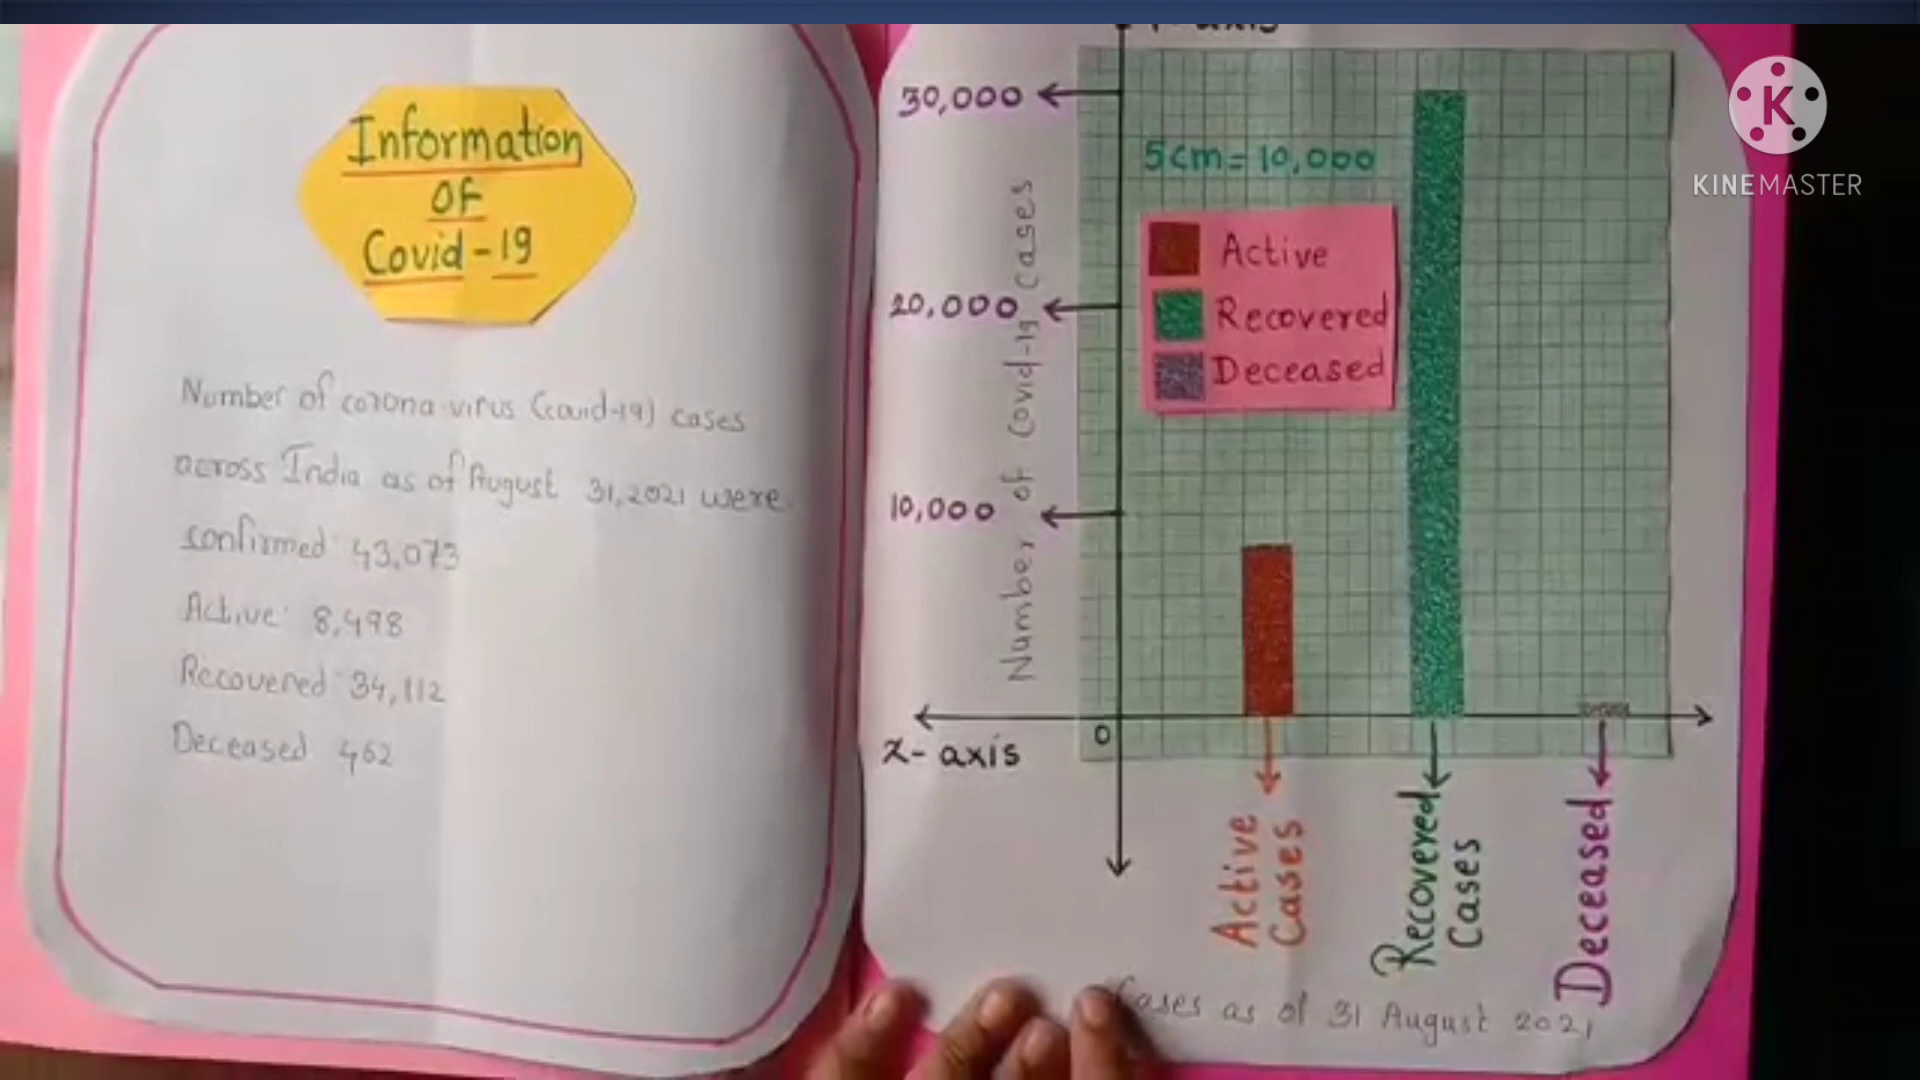 Information
OF
Covid-19
Number of corona virus (covid-19) cases
across India as of August 31, 2021 were
confirmed 43,073
Active 8,498
Recovered 34,112
Deceased 462
Y-axis
30,000
20,000
10,000
Number of Covid-19 Cases
5cm = 10,000
Active
Recovered
Deceased
0
X-axis
Active
Cases
Recovered
Cases
Deceased
Cases as of 31 August 2021
K
KINEMASTER